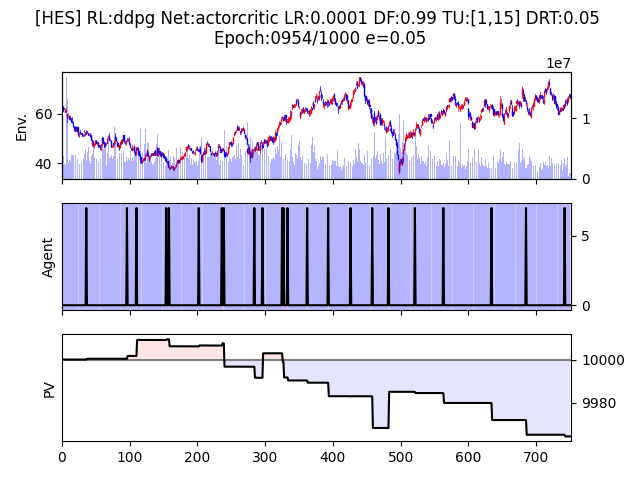 [HES] RL:ddpg Net:actorcritic LR:0.0001 DF:0.99 TU:[1,15] DRT:0.05
Epoch:0954/1000 e=0.05
1e7
Env.
60
40
1
0
Agent
5
0
PV
10000
9980
0
100
200
300
400
500
600
700